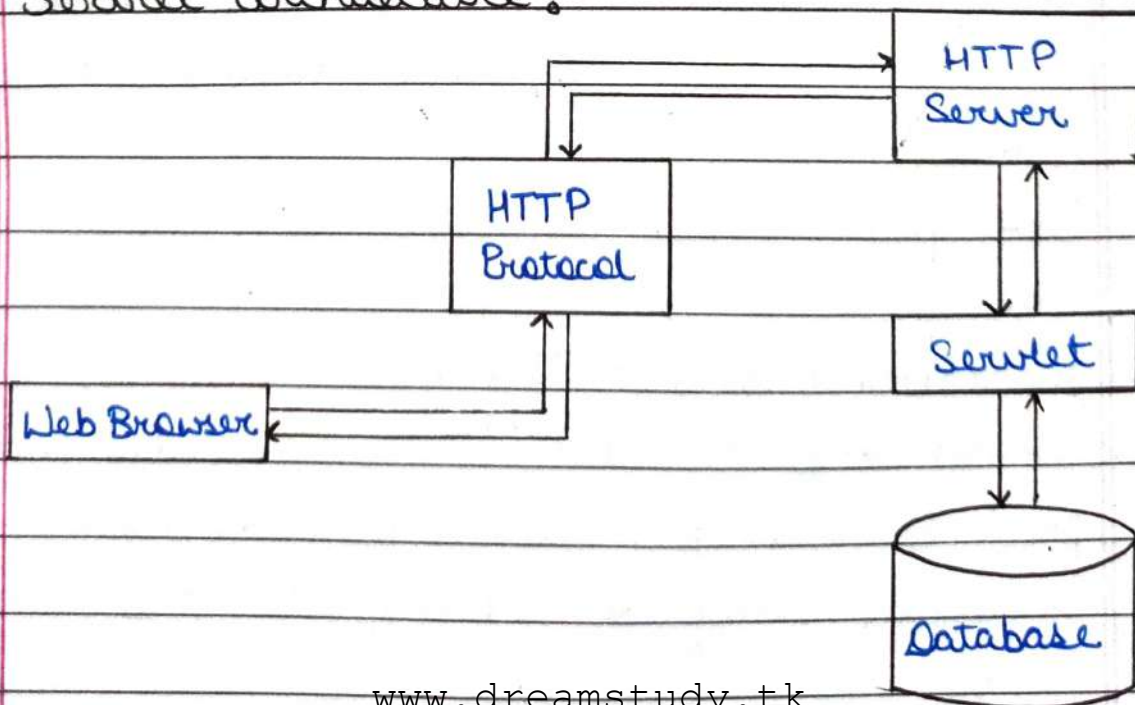 HTTP
Server
HTTP
Protocol
Servlet
Web Browser
Database
www.dreamstudy.tk